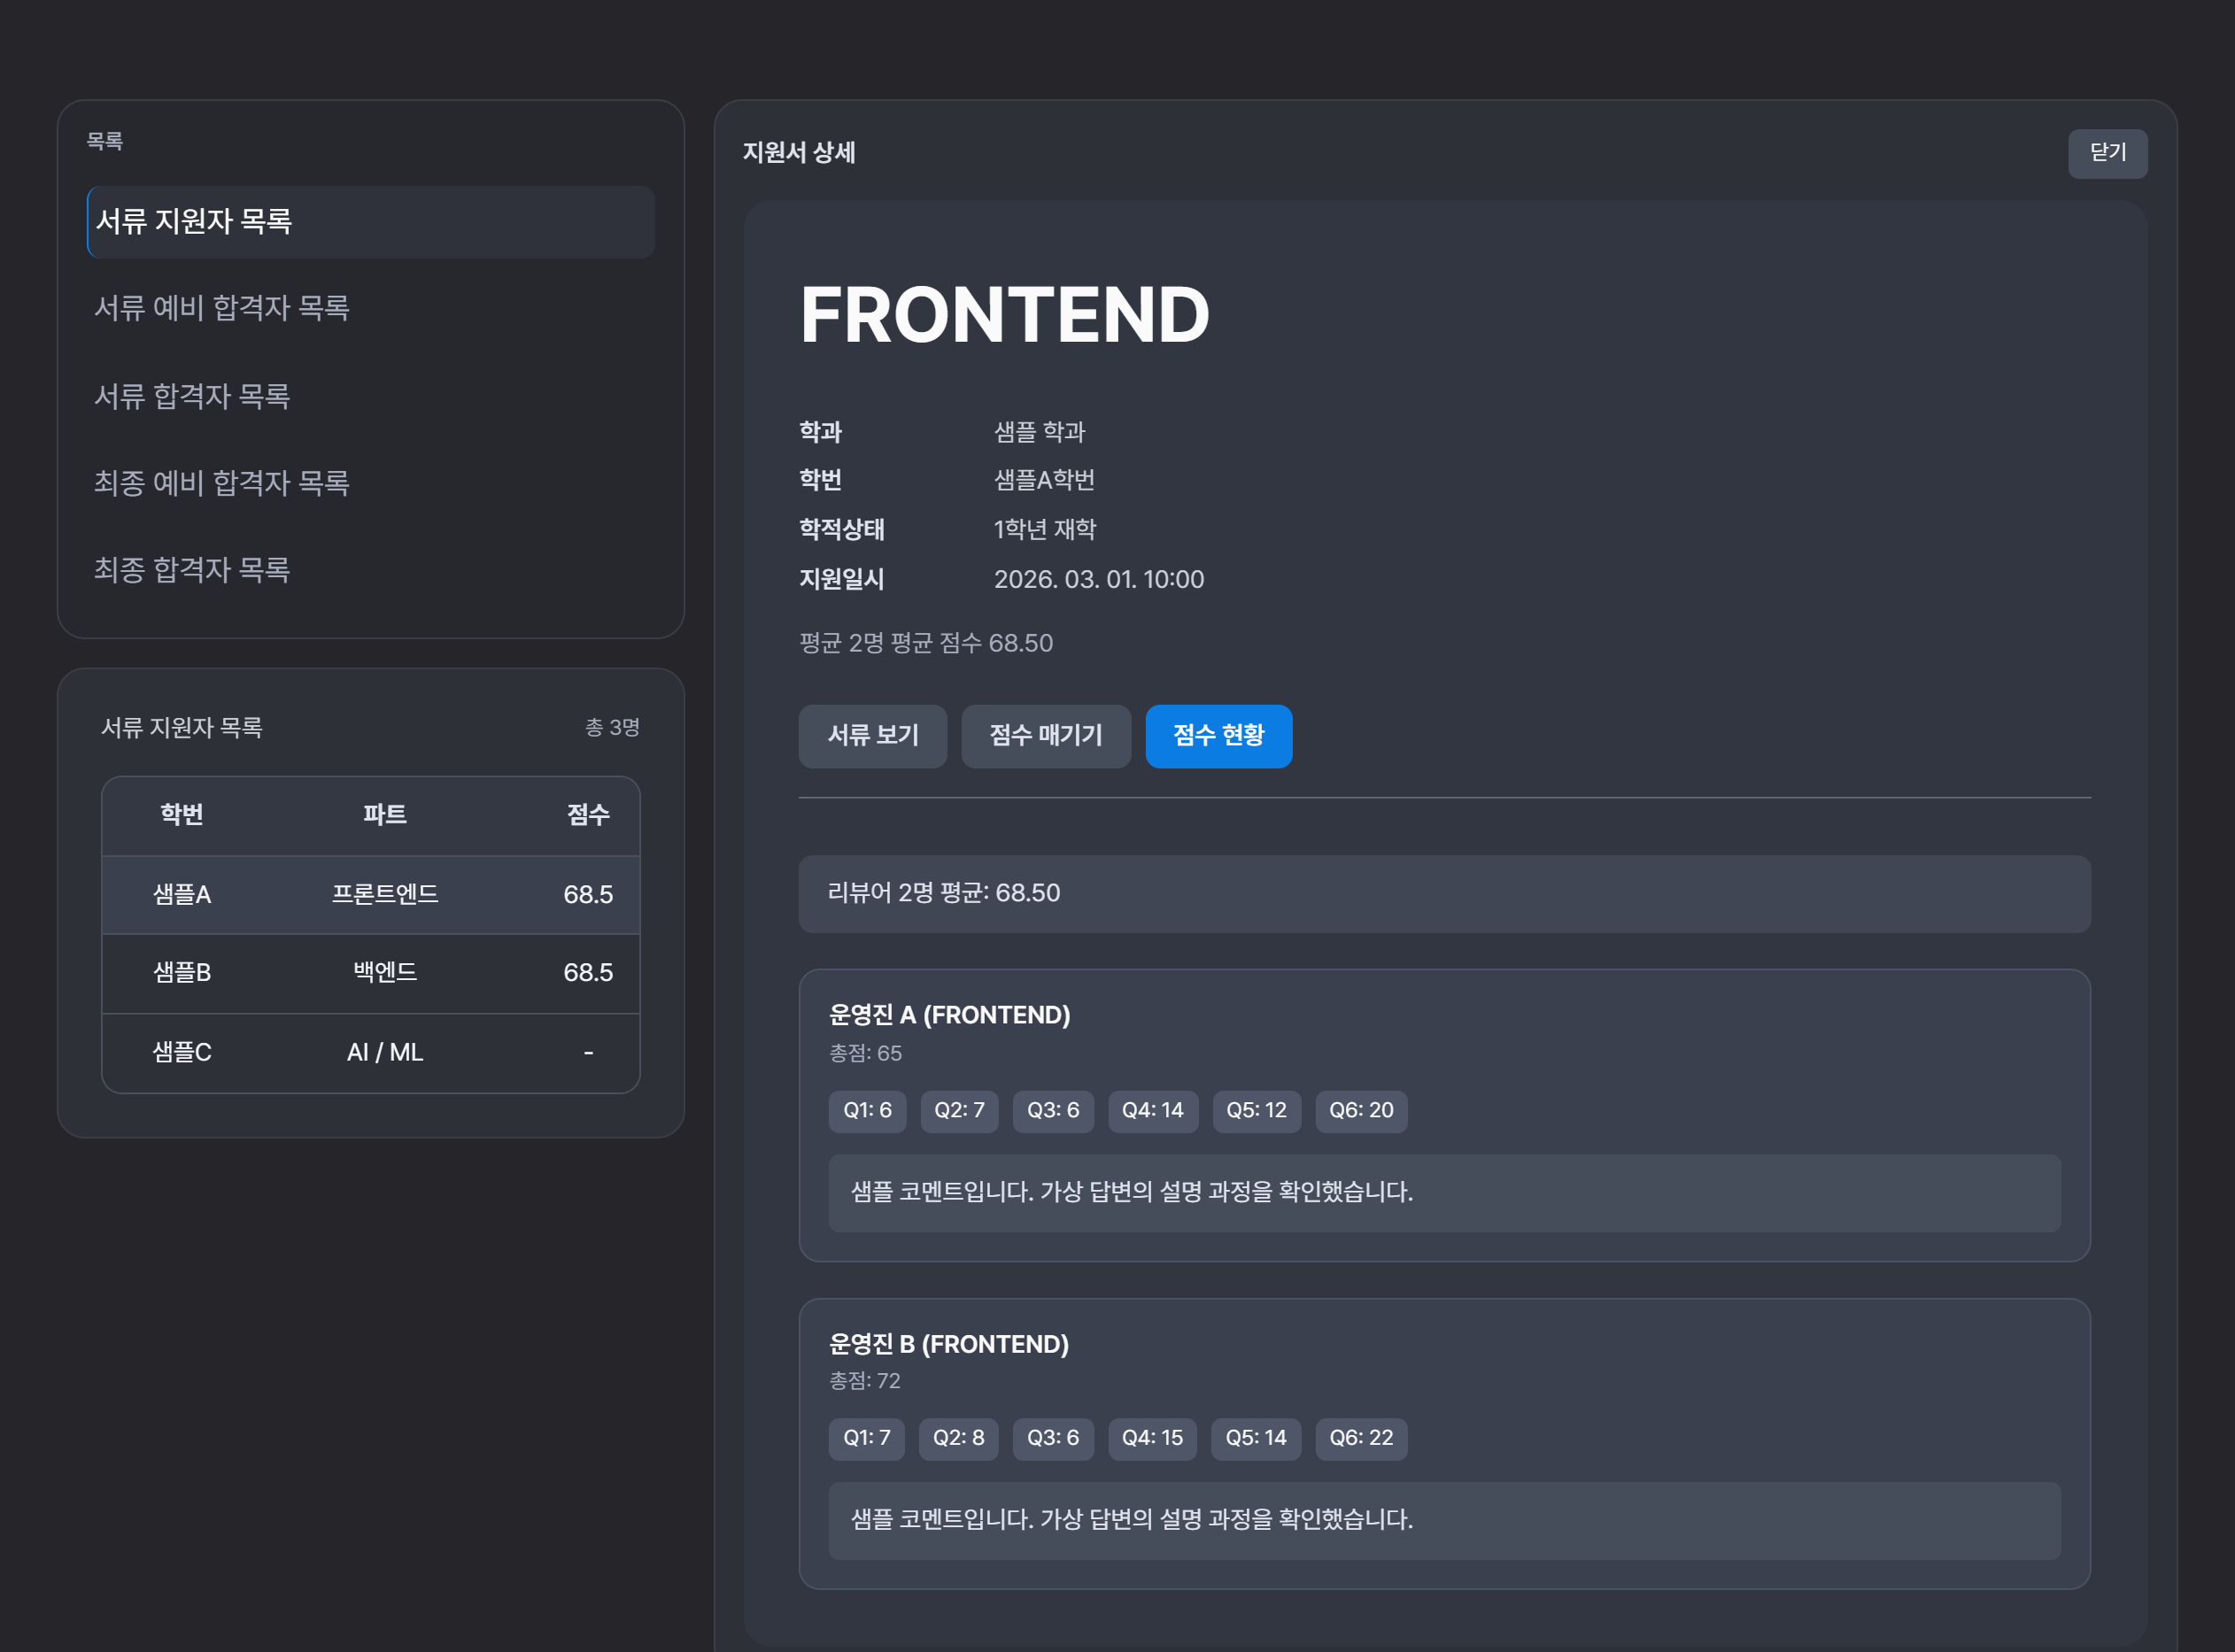 목록
서류 지원자 목록
서류 예비 합격자 목록
서류 합격자 목록
최종 예비 합격자 목록
최종 합격자 목록
서류 지원자 목록 총 3명
학번 파트 점수
샘플A 프론트엔드 68.5
샘플B 백엔드 68.5
샘플C AI / ML -
지원서 상세 닫기
FRONTEND
학과 샘플 학과
학번 샘플A학번
학적상태 1학년 재학
지원일시 2026. 03. 01. 10:00
평균 2명 평균 점수 68.50
서류 보기 점수 매기기 점수 현황
리뷰어 2명 평균: 68.50
운영진 A (FRONTEND)
총점: 65
Q1: 6 Q2: 7 Q3: 6 Q4: 14 Q5: 12 Q6: 20
샘플 코멘트입니다. 가상 답변의 설명 과정을 확인했습니다.
운영진 B (FRONTEND)
총점: 72
Q1: 7 Q2: 8 Q3: 6 Q4: 15 Q5: 14 Q6: 22
샘플 코멘트입니다. 가상 답변의 설명 과정을 확인했습니다.